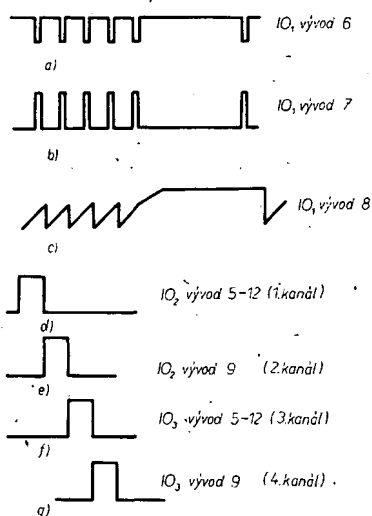 IO₁ vývod 6
a)
IO₁ vývod 7
b)
IO₁ vývod 8
c)
IO₂ vývod 5-12 (1.kanál)
d)
IO₂ vývod 9 (2.kanál)
e)
IO₃ vývod 5-12 (3.kanál)
f)
IO₃ vývod 9 (4.kanál)
g)